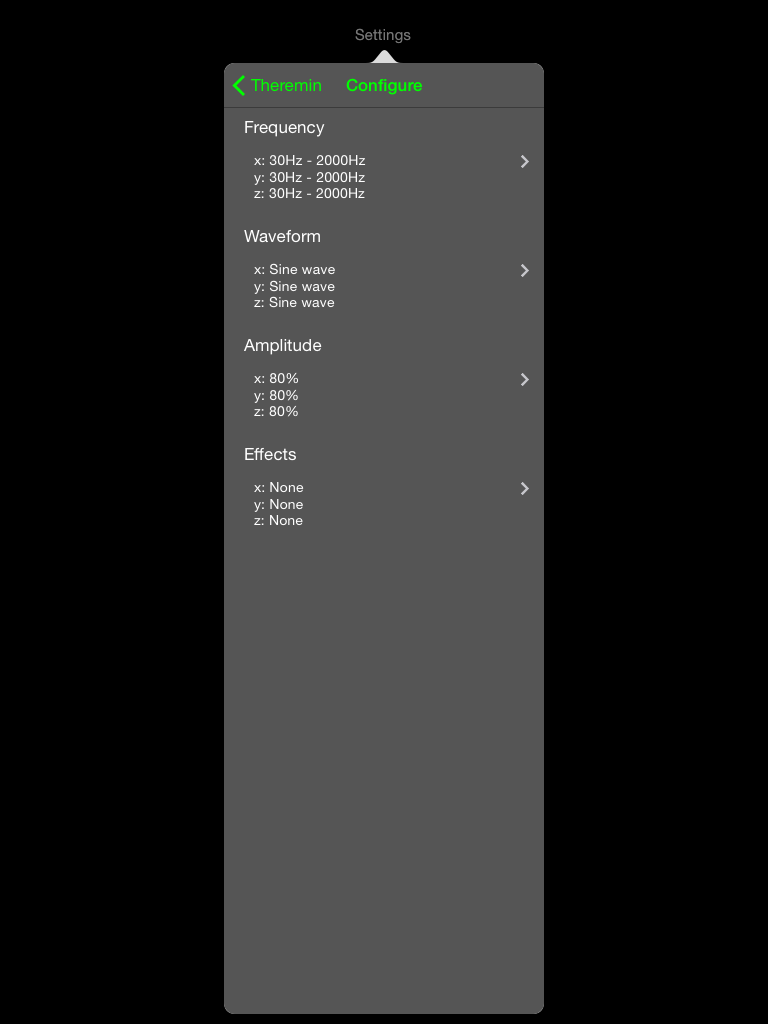 Settings
Theremin Configure
Frequency
x: 30Hz - 2000Hz
y: 30Hz - 2000Hz
z: 30Hz - 2000Hz
Waveform
x: Sine wave
y: Sine wave
z: Sine wave
Amplitude
x: 80%
y: 80%
z: 80%
Effects
x: None
y: None
z: None